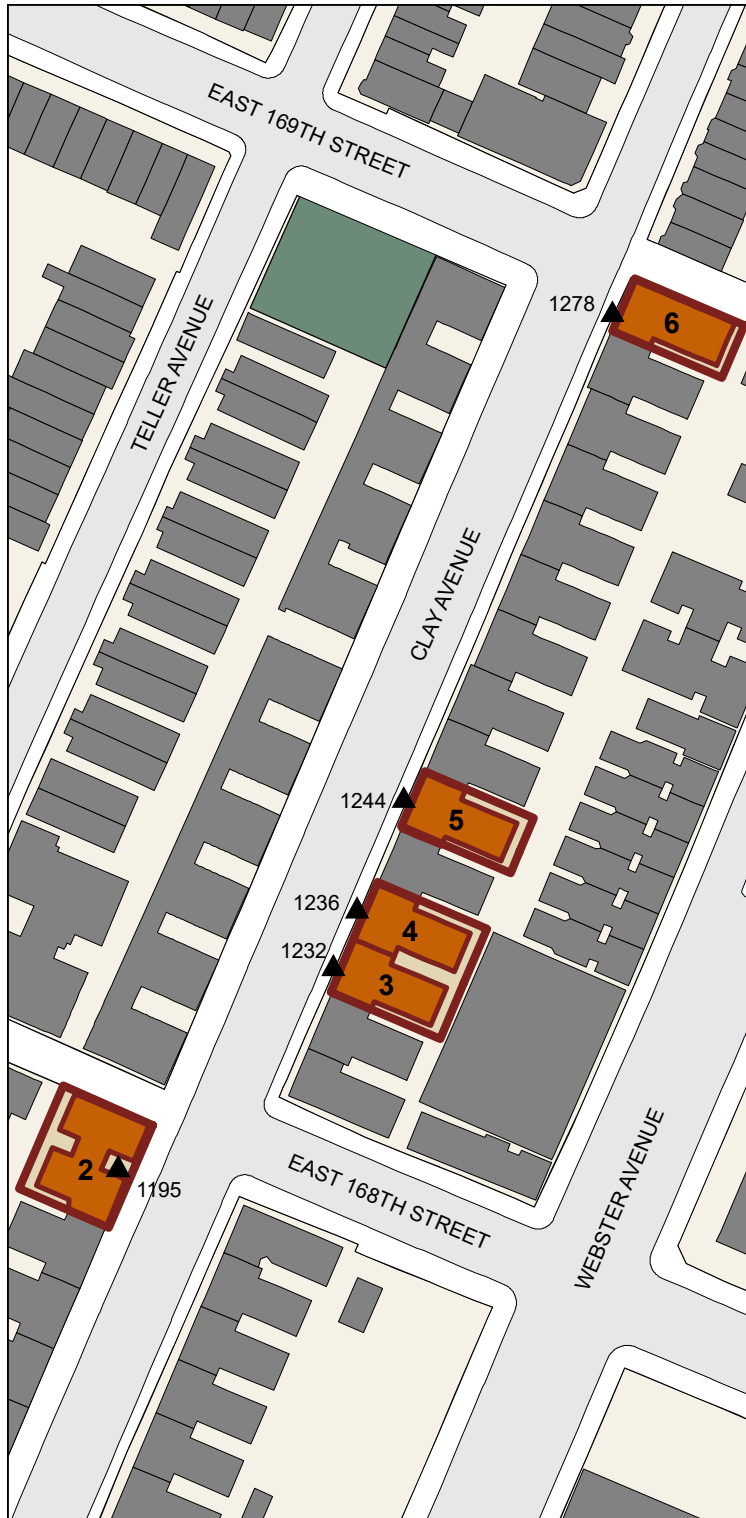 EAST 169TH STREET
1278
6
TELLER AVENUE
CLAY AVENUE
1244
5
1236
4
1232
3
2
1195
EAST 168TH STREET
WEBSTER AVENUE